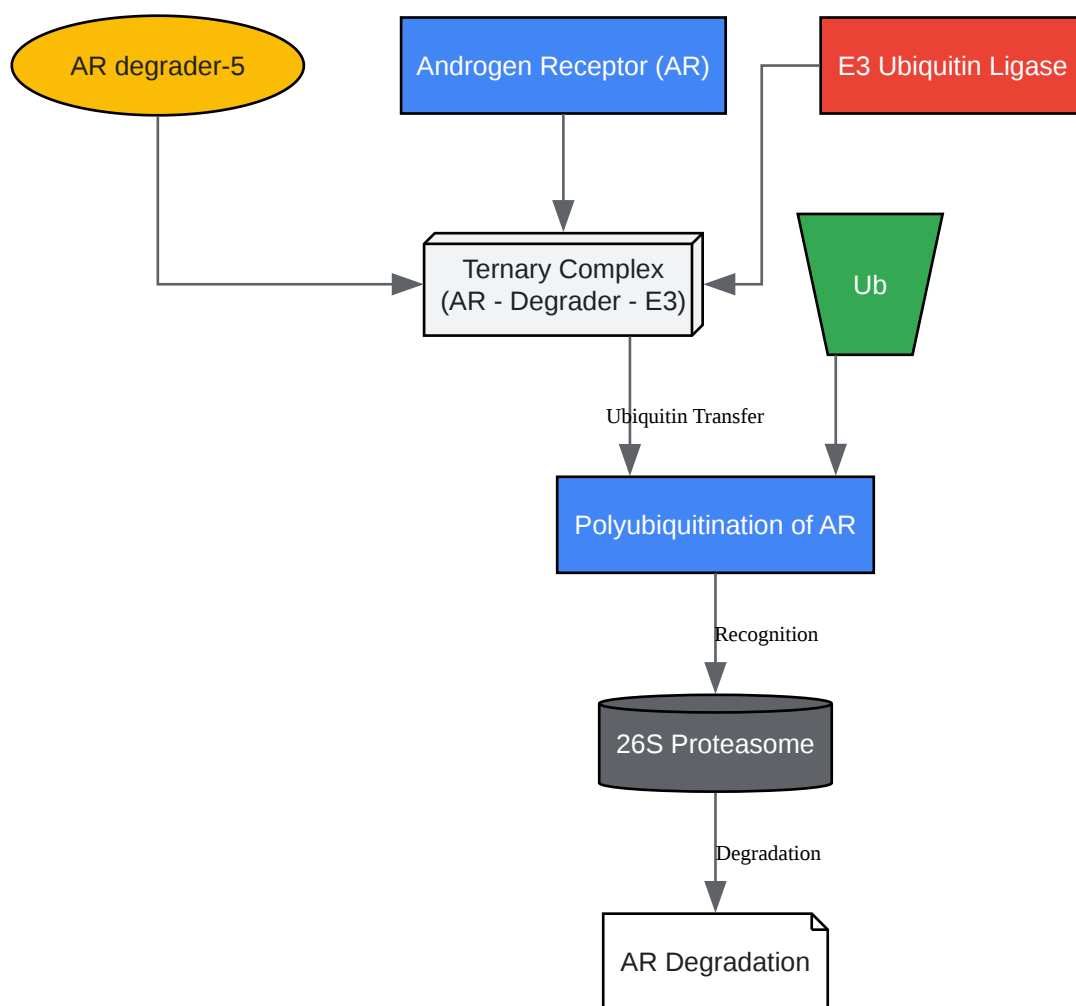 AR degrader-5
Androgen Receptor (AR)
E3 Ubiquitin Ligase
Ternary Complex
(AR - Degrader - E3)
Ub
Ubiquitin Transfer
Polyubiquitination of AR
Recognition
26S Proteasome
Degradation
AR Degradation